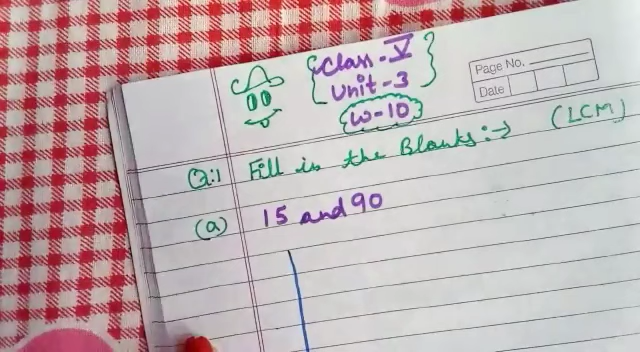 Class-V
Unit-3
W-10
Page No.
Date
Q:1 Fill in the Blanks:→ (LCM)
(a) 15 and 90